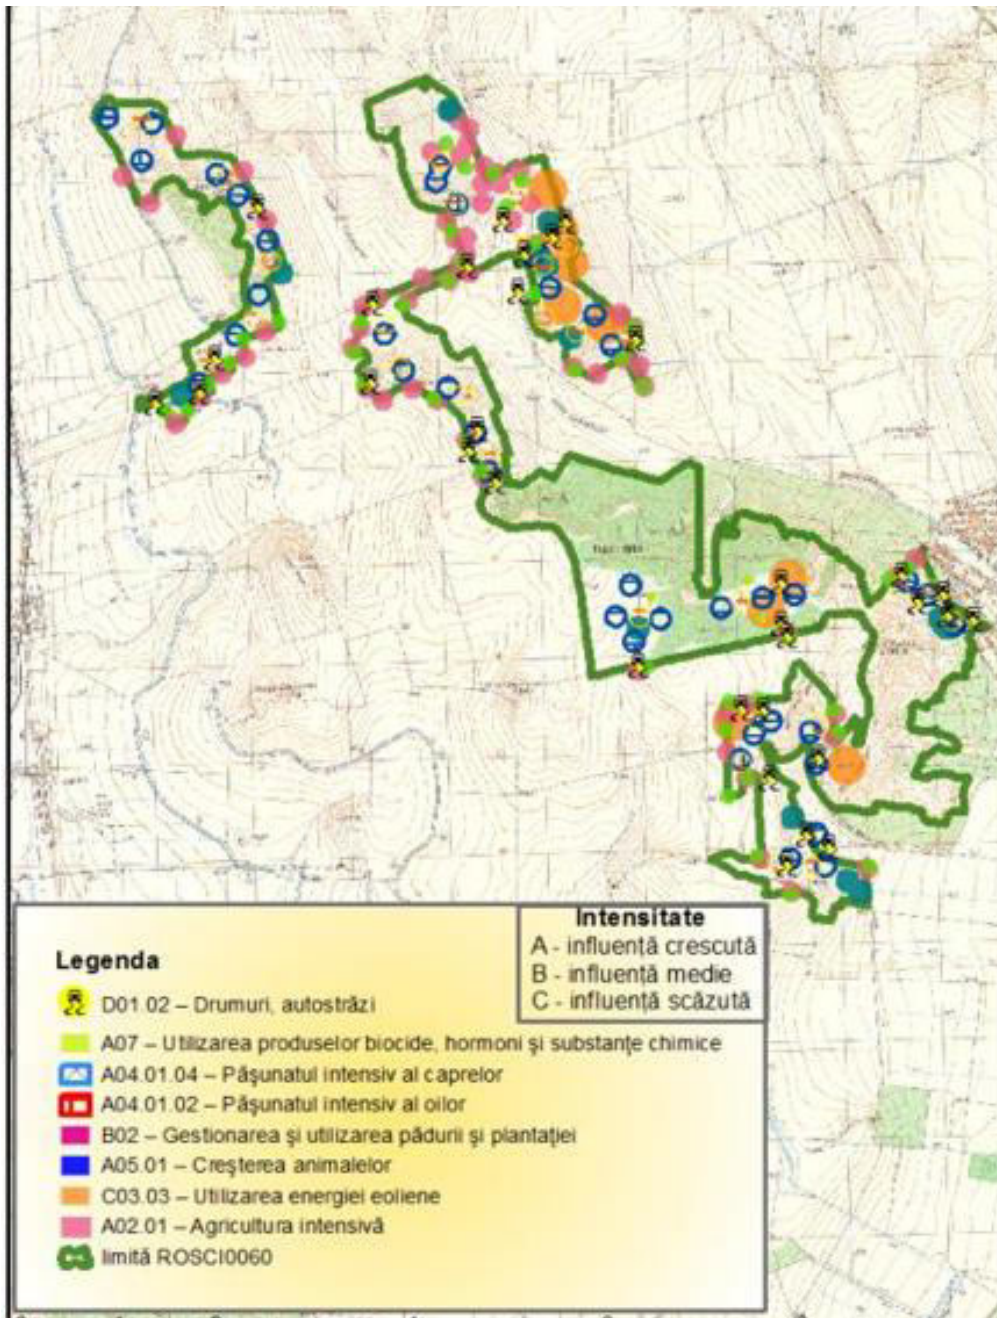 Intensitate
A - influență crescută
B - influență medie
C - influență scăzută
Legenda
D01.02 – Drumuri, autostrăzi
A07 – Utilizarea produselor biocide, hormoni și substanțe chimice
A04.01.04 – Pășunatul intensiv al caprelor
A04.01.02 – Pășunatul intensiv al oilor
B02 – Gestionarea și utilizarea pădurii și plantației
A05.01 – Creșterea animalelor
C03.03 – Utilizarea energiei eoliene
A02.01 – Agricultura intensivă
limită ROSCI0060